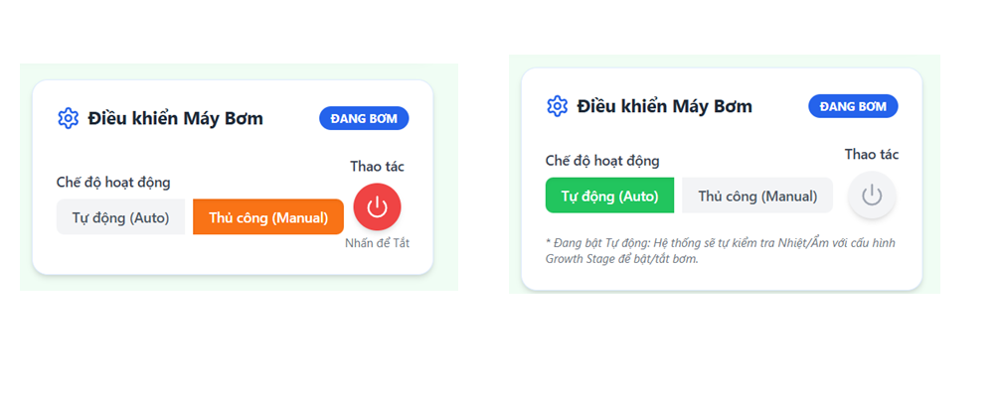 Điều khiển Máy Bơm
ĐANG BƠM
Thao tác
Chế độ hoạt động
Tự động (Auto)
Thủ công (Manual)
Nhấn để Tắt
Điều khiển Máy Bơm
ĐANG BƠM
Thao tác
Chế độ hoạt động
Tự động (Auto)
Thủ công (Manual)
* Đang bật Tự động: Hệ thống sẽ tự kiểm tra Nhiệt/Ẩm với cấu hình
Growth Stage để bật/tắt bơm.